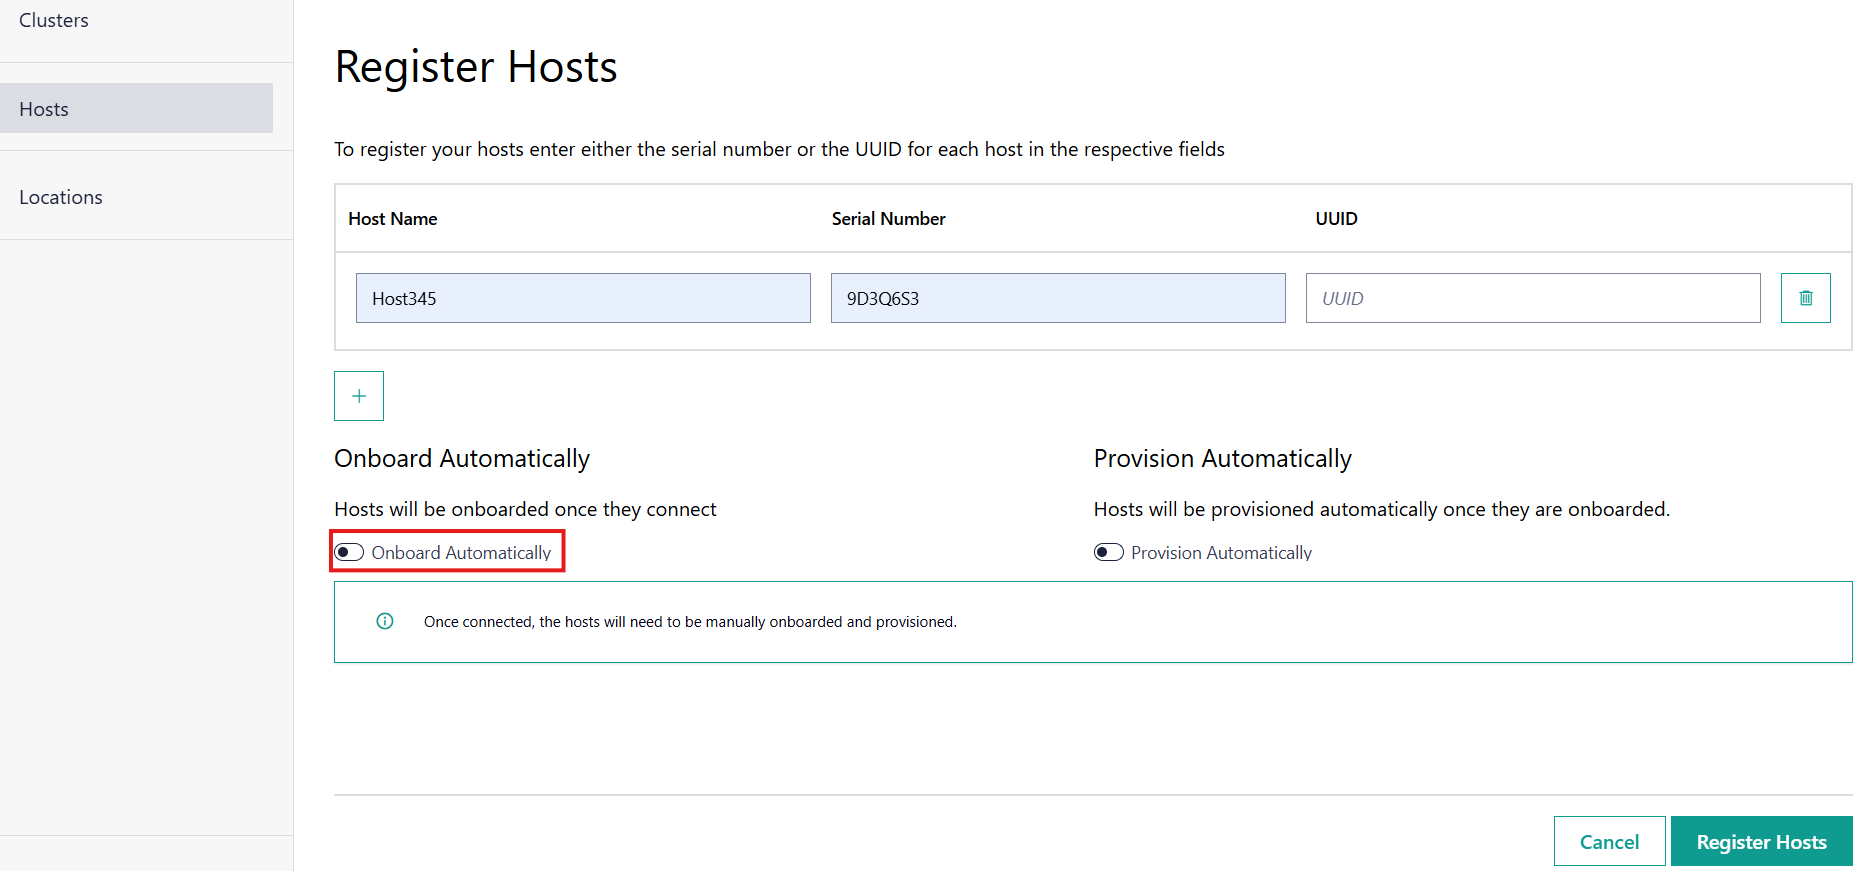 Clusters
Hosts
Locations
Register Hosts
To register your hosts enter either the serial number or the UUID for each host in the respective fields
Host Name Serial Number UUID
Host345 9D3Q6S3 UUID
+
Onboard Automatically
Hosts will be onboarded once they connect
Onboard Automatically
Provision Automatically
Hosts will be provisioned automatically once they are onboarded.
Provision Automatically
Once connected, the hosts will need to be manually onboarded and provisioned.
Cancel Register Hosts